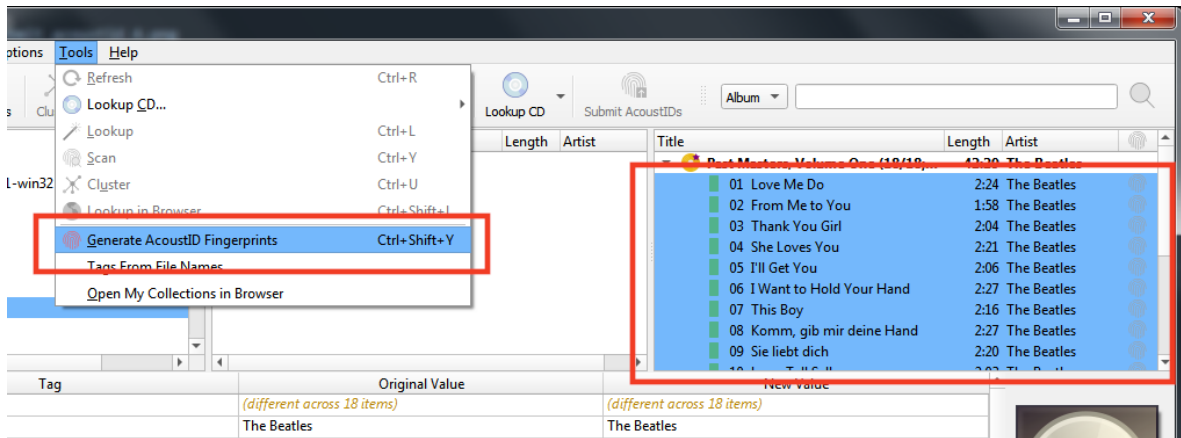 ptions Tools Help
Refresh Ctrl+R
Lookup CD...
Lookup Ctrl+L
Scan Ctrl+Y
Cluster Ctrl+U
Lookup in Browser Ctrl+Shift+L
Generate AcoustID Fingerprints Ctrl+Shift+Y
Tags From File Names
Open My Collections in Browser
s Clu
1-win32
Lookup CD Submit AcoustIDs Album
Length Artist
Title Length Artist
Past Masters, Volume One (18/18; The Beatles
01 Love Me Do 2:24 The Beatles
02 From Me to You 1:58 The Beatles
03 Thank You Girl 2:04 The Beatles
04 She Loves You 2:21 The Beatles
05 I'll Get You 2:06 The Beatles
06 I Want to Hold Your Hand 2:27 The Beatles
07 This Boy 2:16 The Beatles
08 Komm, gib mir deine Hand 2:27 The Beatles
09 Sie liebt dich 2:20 The Beatles
Tag Original Value New Value
(different across 18 items) (different across 18 items)
The Beatles The Beatles